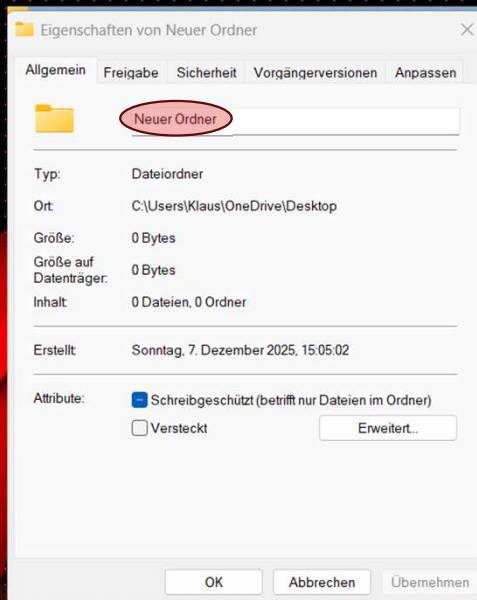 Eigenschaften von Neuer Ordner
Allgemein Freigabe Sicherheit Vorgängerversionen Anpassen
Neuer Ordner
Typ: Dateiordner
Ort: C:\Users\Klaus\OneDrive\Desktop
Größe: 0 Bytes
Größe auf
Datenträger: 0 Bytes
Inhalt: 0 Dateien, 0 Ordner
Erstellt: Sonntag, 7. Dezember 2025, 15:05:02
Attribute: Schreibgeschützt (betrifft nur Dateien im Ordner)
Versteckt Erweitert...
OK Abbrechen Übernehmen